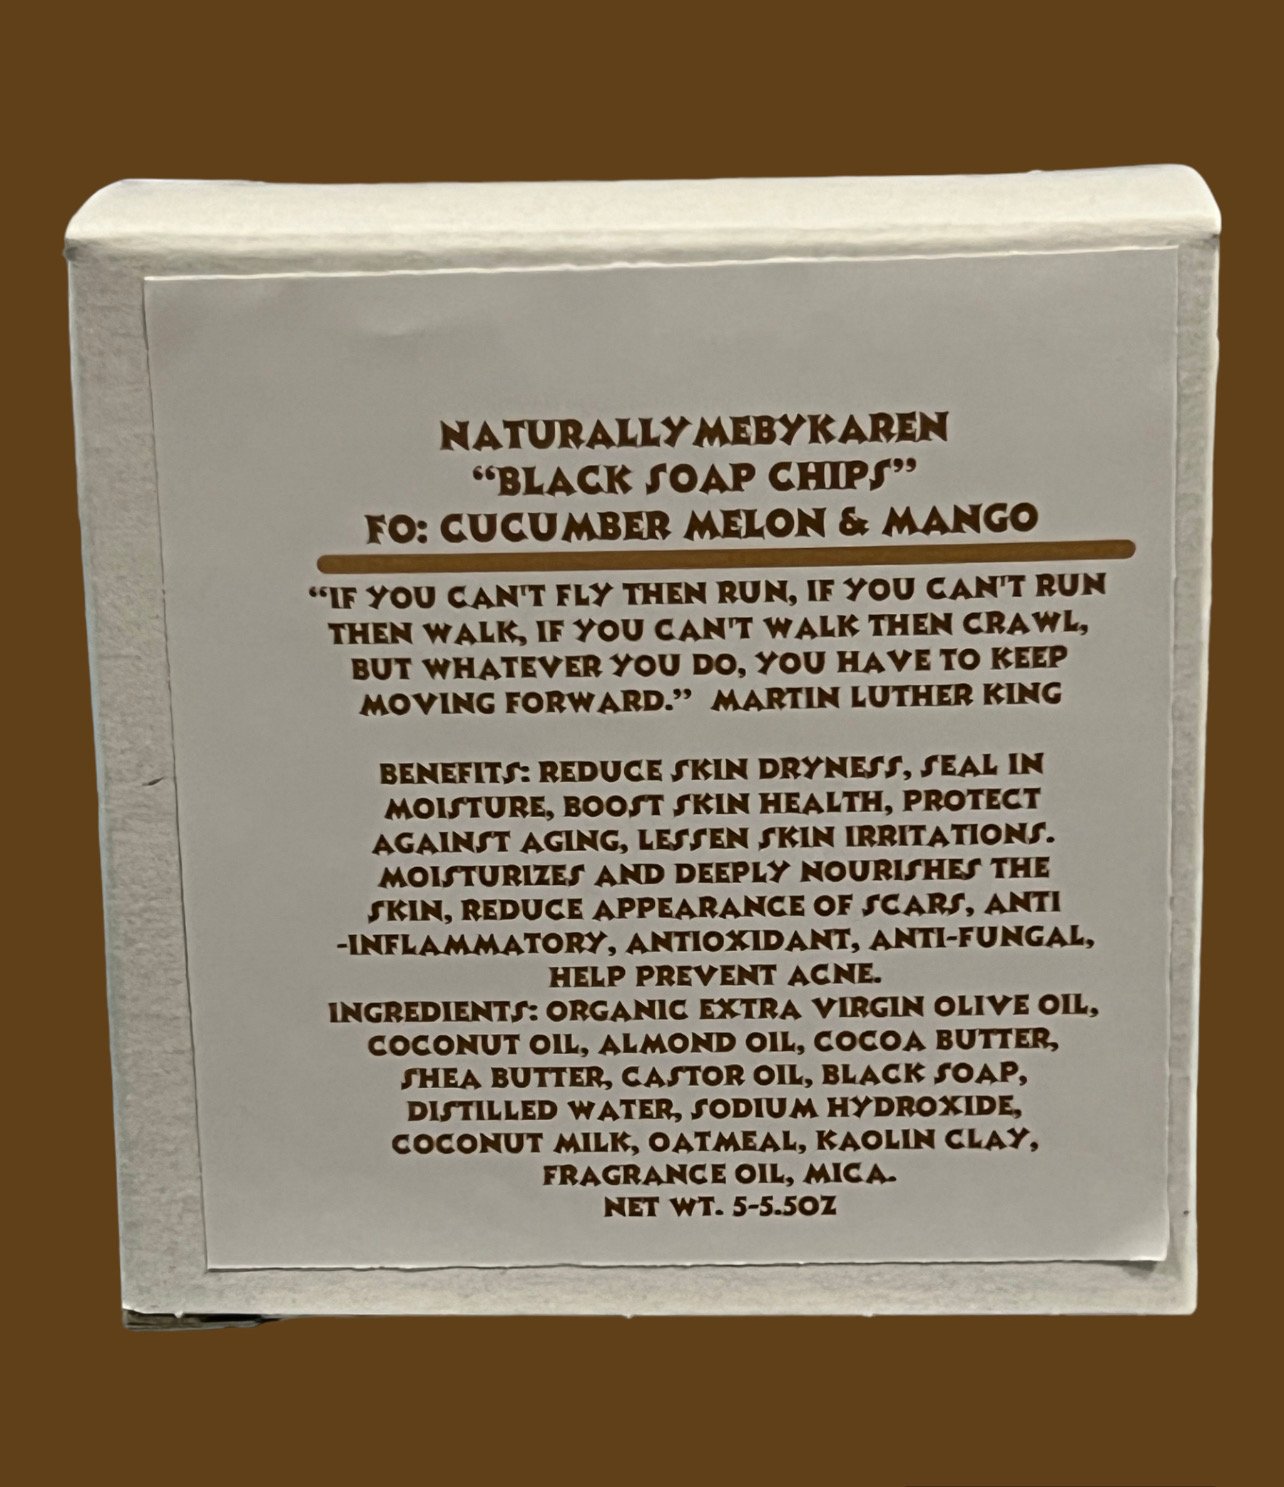 NATURALLYMEBYKAREN
“BLACK SOAP CHIPS”
FO: CUCUMBER MELON & MANGO
“IF YOU CAN'T FLY THEN RUN, IF YOU CAN'T RUN
THEN WALK, IF YOU CAN'T WALK THEN CRAWL,
BUT WHATEVER YOU DO, YOU HAVE TO KEEP
MOVING FORWARD.” MARTIN LUTHER KING
BENEFITS: REDUCE SKIN DRYNESS, SEAL IN
MOISTURE, BOOST SKIN HEALTH, PROTECT
AGAINST AGING, LESSEN SKIN IRRITATIONS.
MOISTURIZES AND DEEPLY NOURISHES THE
SKIN, REDUCE APPEARANCE OF SCARS, ANTI
-INFLAMMATORY, ANTIOXIDANT, ANTI-FUNGAL,
HELP PREVENT ACNE.
INGREDIENTS: ORGANIC EXTRA VIRGIN OLIVE OIL,
COCONUT OIL, ALMOND OIL, COCOA BUTTER,
SHEA BUTTER, CASTOR OIL, BLACK SOAP,
DISTILLED WATER, SODIUM HYDROXIDE,
COCONUT MILK, OATMEAL, KAOLIN CLAY,
FRAGRANCE OIL, MICA.
NET WT. 5-5.5OZ